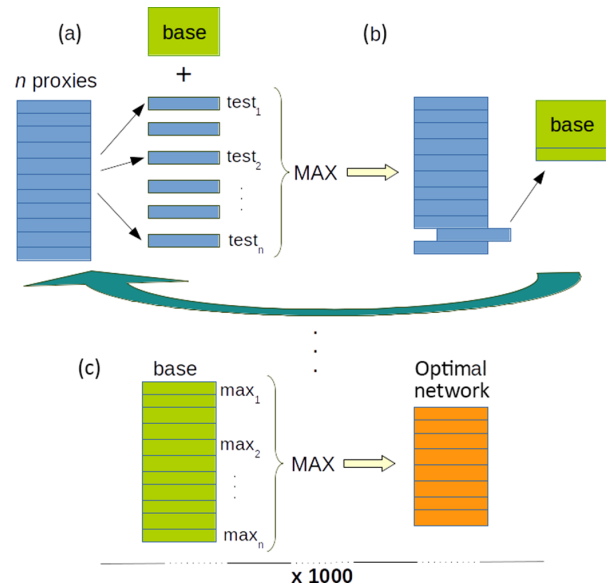 (a)
base
(b)
n proxies
+
test₁
test₂
MAX
base
testₙ
(c)
base
max₁
max₂
MAX
maxₙ
Optimal
network
x 1000